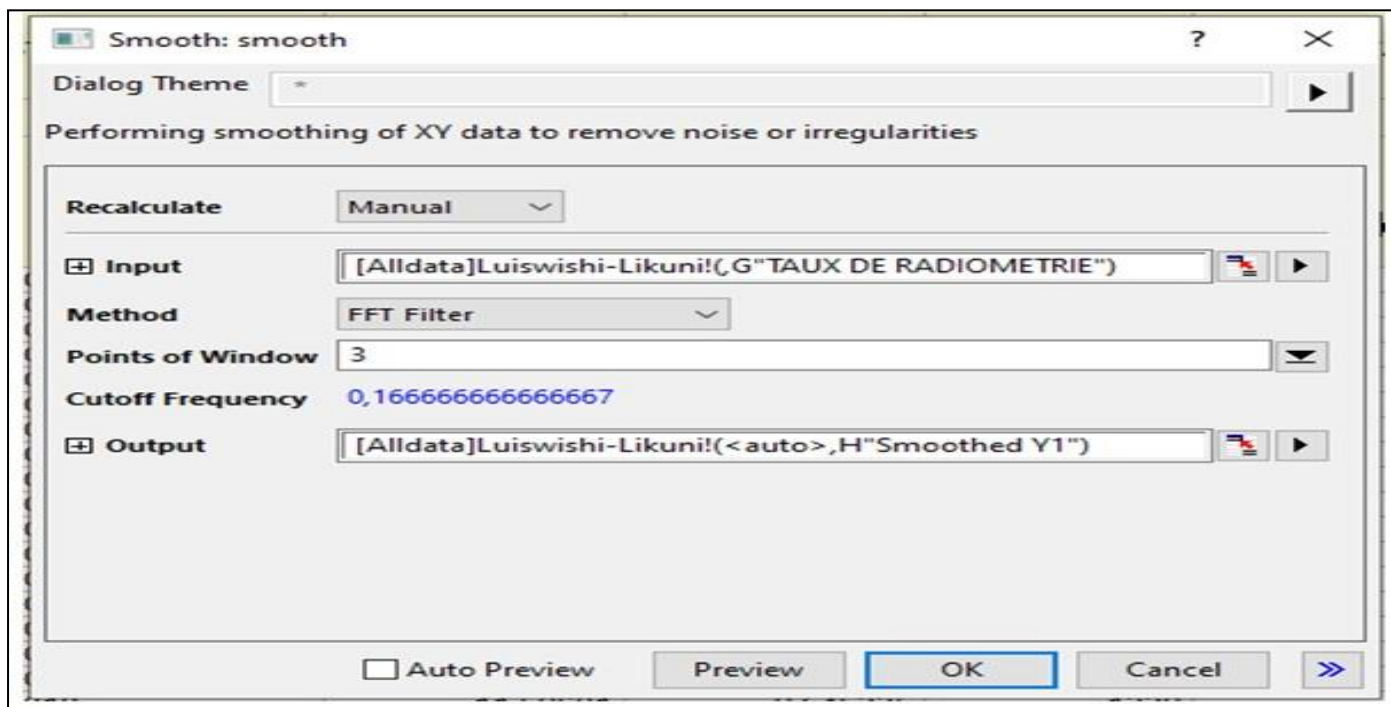 Smooth: smooth ?
Dialog Theme *
Performing smoothing of XY data to remove noise or irregularities
Recalculate Manual
Input [Alldata]Luiswishi-Likuni!(,G"TAUX DE RADIOMETRIE")
Method FFT Filter
Points of Window 3
Cutoff Frequency 0,166666666666667
Output [Alldata]Luiswishi-Likuni!(<auto>,H"Smoothed Y1")
Auto Preview Preview OK Cancel